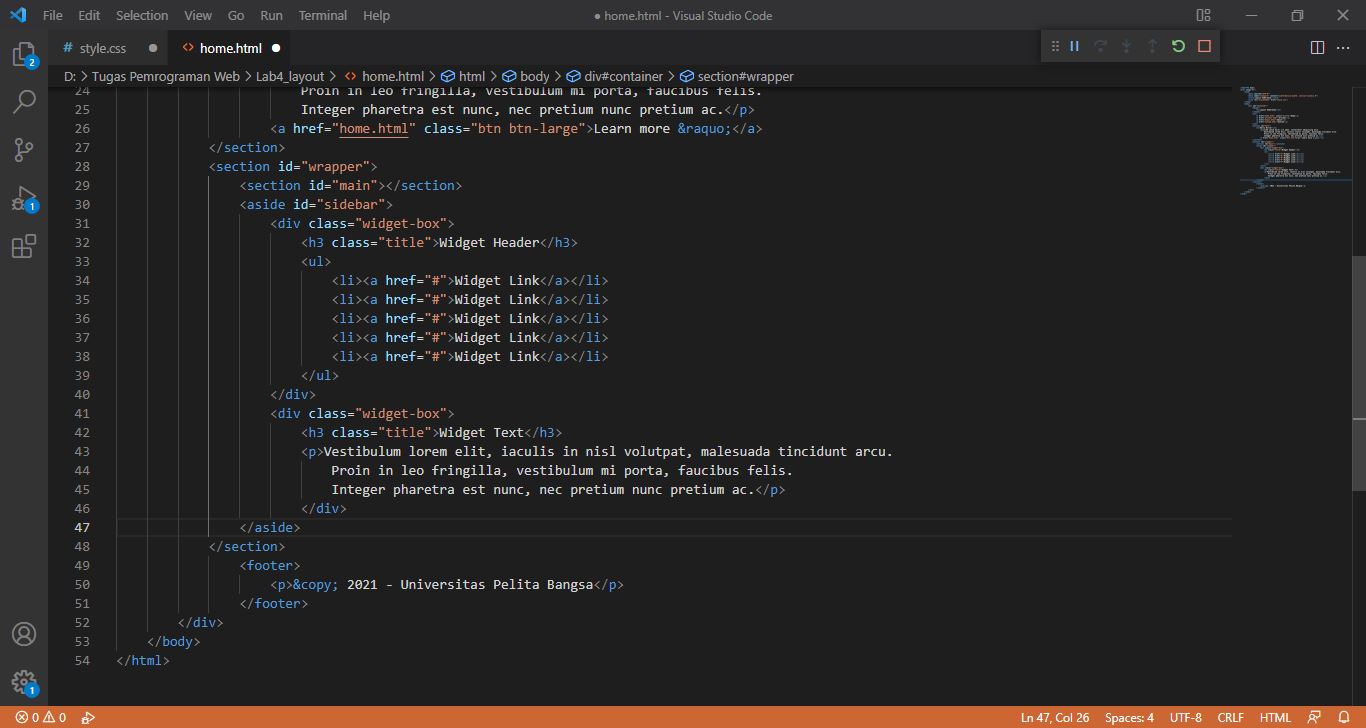 File Edit Selection View Go Run Terminal Help ● home.html - Visual Studio Code
# style.css ● <> home.html ●
D: > Tugas Pemrograman Web > Lab4_layout > <> home.html > html > body > div#container > section#wrapper
24 Proin in leo fringilla, vestibulum mi porta, faucibus felis.
25 Integer pharetra est nunc, nec pretium nunc pretium ac.</p>
26 <a href="home.html" class="btn btn-large">Learn more &raquo;</a>
27 </section>
28 <section id="wrapper">
29 <section id="main"></section>
30 <aside id="sidebar">
31 <div class="widget-box">
32 <h3 class="title">Widget Header</h3>
33 <ul>
34 <li><a href="#">Widget Link</a></li>
35 <li><a href="#">Widget Link</a></li>
36 <li><a href="#">Widget Link</a></li>
37 <li><a href="#">Widget Link</a></li>
38 <li><a href="#">Widget Link</a></li>
39 </ul>
40 </div>
41 <div class="widget-box">
42 <h3 class="title">Widget Text</h3>
43 <p>Vestibulum lorem elit, iaculis in nisl volutpat, malesuada tincidunt arcu.
44 Proin in leo fringilla, vestibulum mi porta, faucibus felis.
45 Integer pharetra est nunc, nec pretium nunc pretium ac.</p>
46 </div>
47 </aside>
48 </section>
49 <footer>
50 <p>&copy; 2021 - Universitas Pelita Bangsa</p>
51 </footer>
52 </div>
53 </body>
54 </html>
2
1
1
0 0 Ln 47, Col 26 Spaces: 4 UTF-8 CRLF HTML